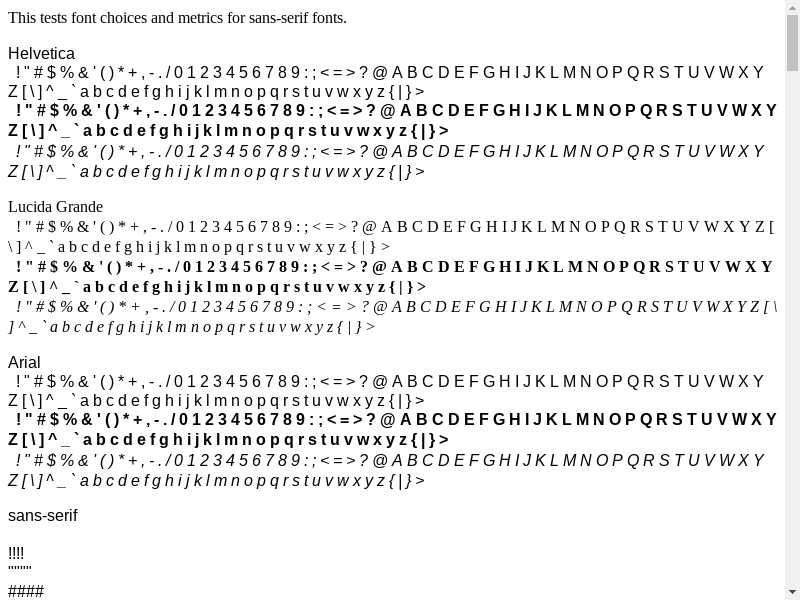 This tests font choices and metrics for sans-serif fonts.
Helvetica
! " # $ % & ' ( ) * + , - . / 0 1 2 3 4 5 6 7 8 9 : ; < = > ? @ A B C D E F G H I J K L M N O P Q R S T U V W X Y
Z [ \ ] ^ _ ` a b c d e f g h i j k l m n o p q r s t u v w x y z { | } >
! " # $ % & ' ( ) * + , - . / 0 1 2 3 4 5 6 7 8 9 : ; < = > ? @ A B C D E F G H I J K L M N O P Q R S T U V W X Y
Z [ \ ] ^ _ ` a b c d e f g h i j k l m n o p q r s t u v w x y z { | } >
! " # $ % & ' ( ) * + , - . / 0 1 2 3 4 5 6 7 8 9 : ; < = > ? @ A B C D E F G H I J K L M N O P Q R S T U V W X Y
Z [ \ ] ^ _ ` a b c d e f g h i j k l m n o p q r s t u v w x y z { | } >
Lucida Grande
! " # $ % & ' ( ) * + , - . / 0 1 2 3 4 5 6 7 8 9 : ; < = > ? @ A B C D E F G H I J K L M N O P Q R S T U V W X Y Z [
\ ] ^ _ ` a b c d e f g h i j k l m n o p q r s t u v w x y z { | } >
! " # $ % & ' ( ) * + , - . / 0 1 2 3 4 5 6 7 8 9 : ; < = > ? @ A B C D E F G H I J K L M N O P Q R S T U V W X Y
Z [ \ ] ^ _ ` a b c d e f g h i j k l m n o p q r s t u v w x y z { | } >
! " # $ % & ' ( ) * + , - . / 0 1 2 3 4 5 6 7 8 9 : ; < = > ? @ A B C D E F G H I J K L M N O P Q R S T U V W X Y Z [ \
] ^ _ ` a b c d e f g h i j k l m n o p q r s t u v w x y z { | } >
Arial
! " # $ % & ' ( ) * + , - . / 0 1 2 3 4 5 6 7 8 9 : ; < = > ? @ A B C D E F G H I J K L M N O P Q R S T U V W X Y
Z [ \ ] ^ _ ` a b c d e f g h i j k l m n o p q r s t u v w x y z { | } >
! " # $ % & ' ( ) * + , - . / 0 1 2 3 4 5 6 7 8 9 : ; < = > ? @ A B C D E F G H I J K L M N O P Q R S T U V W X Y
Z [ \ ] ^ _ ` a b c d e f g h i j k l m n o p q r s t u v w x y z { | } >
! " # $ % & ' ( ) * + , - . / 0 1 2 3 4 5 6 7 8 9 : ; < = > ? @ A B C D E F G H I J K L M N O P Q R S T U V W X Y
Z [ \ ] ^ _ ` a b c d e f g h i j k l m n o p q r s t u v w x y z { | } >
sans-serif
!!!!
""""
####